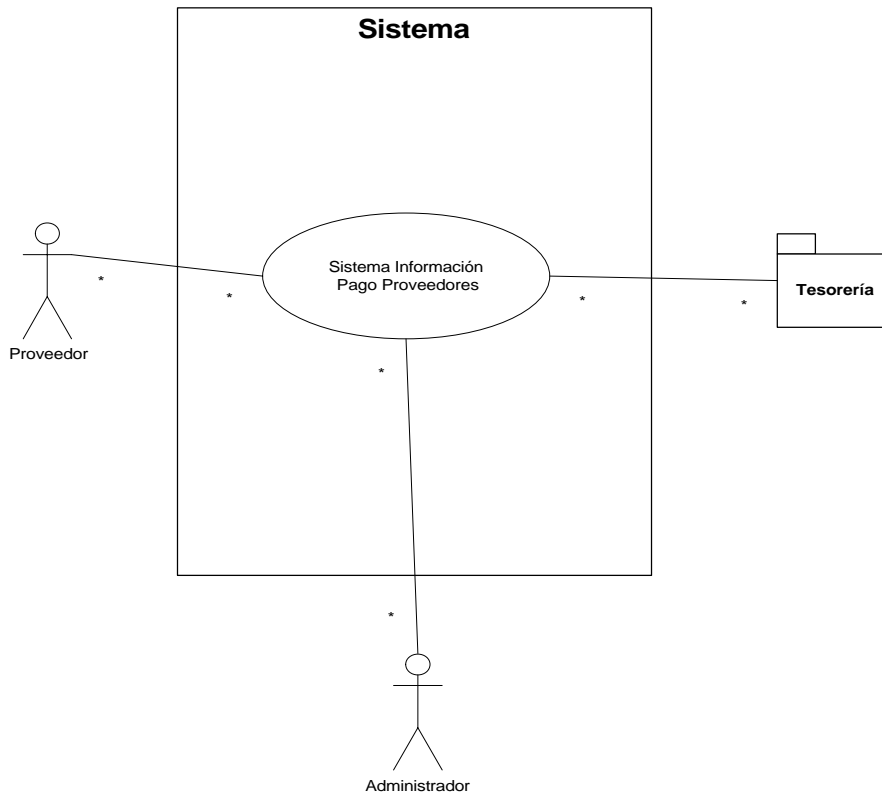 Sistema
Sistema Información
Pago Proveedores
*
*
*
*
Tesorería
Proveedor
*
*
Administrador